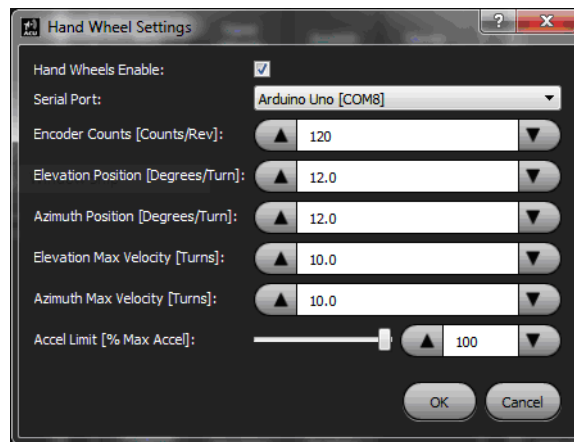 ACU Hand Wheel Settings ? X
Hand Wheels Enable:
Serial Port: Arduino Uno [COM8]
Encoder Counts [Counts/Rev]: 120
Elevation Position [Degrees/Turn]: 12.0
Azimuth Position [Degrees/Turn]: 12.0
Elevation Max Velocity [Turns]: 10.0
Azimuth Max Velocity [Turns]: 10.0
Accel Limit [% Max Accel]: 100
OK Cancel